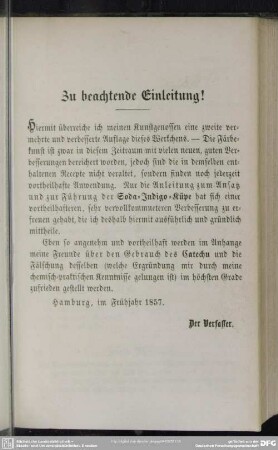 Zu beachtende Einleitung!
Hiermit überreiche ich meinen Kunstgenossen eine zweite ver-
mehrte und verbesserte Auflage dieses Werkchens. — Die Färbe-
kunst ist zwar in diesem Zeitraum mit vielen neuen, guten Ver-
besserungen bereichert worden, jedoch sind die in demselben ent-
haltenen Recepte nicht veraltet, sondern finden noch jederzeit
vortheilhafte Anwendung. Nur die Anleitung zum Ansatz
und zur Führung der Soda-Indigo-Küpe hat sich einer
vortheilhafteren, sehr vervollkommneteren Verbesserung zu er-
freuen gehabt, die ich deshalb hiermit ausführlich und gründlich
mittheile.
Eben so angenehm und vortheilhaft werden im Anhange
meine Freunde über den Gebrauch des Catechu und die
Fälschung desselben (welche Ergründung mir durch meine
chemisch-praktischen Kenntnisse gelungen ist) im höchsten Grade
zufrieden gestellt werden.
Hamburg, im Frühjahr 1857.
Der Verfasser.